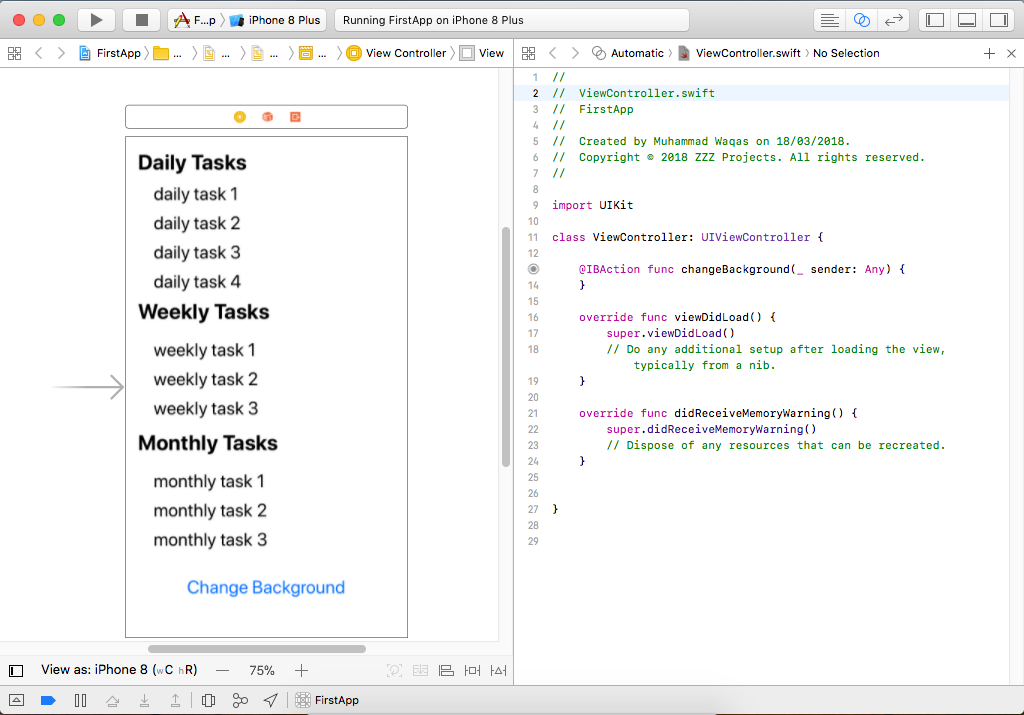 F...p iPhone 8 Plus Running FirstApp on iPhone 8 Plus
FirstApp ... ... ... ... View Controller View
Automatic ViewController.swift No Selection
Daily Tasks
daily task 1
daily task 2
daily task 3
daily task 4
Weekly Tasks
weekly task 1
weekly task 2
weekly task 3
Monthly Tasks
monthly task 1
monthly task 2
monthly task 3
Change Background
View as: iPhone 8 (wC hR) — 75% +
1 //
2 // ViewController.swift
3 // FirstApp
4 //
5 // Created by Muhammad Waqas on 18/03/2018.
6 // Copyright © 2018 ZZZ Projects. All rights reserved.
7 //
8
9 import UIKit
10
11 class ViewController: UIViewController {
12
@IBAction func changeBackground(_ sender: Any) {
14 }
15
16 override func viewDidLoad() {
17 super.viewDidLoad()
18 // Do any additional setup after loading the view,
typically from a nib.
19 }
20
21 override func didReceiveMemoryWarning() {
22 super.didReceiveMemoryWarning()
23 // Dispose of any resources that can be recreated.
24 }
25
26
27 }
28
29
FirstApp